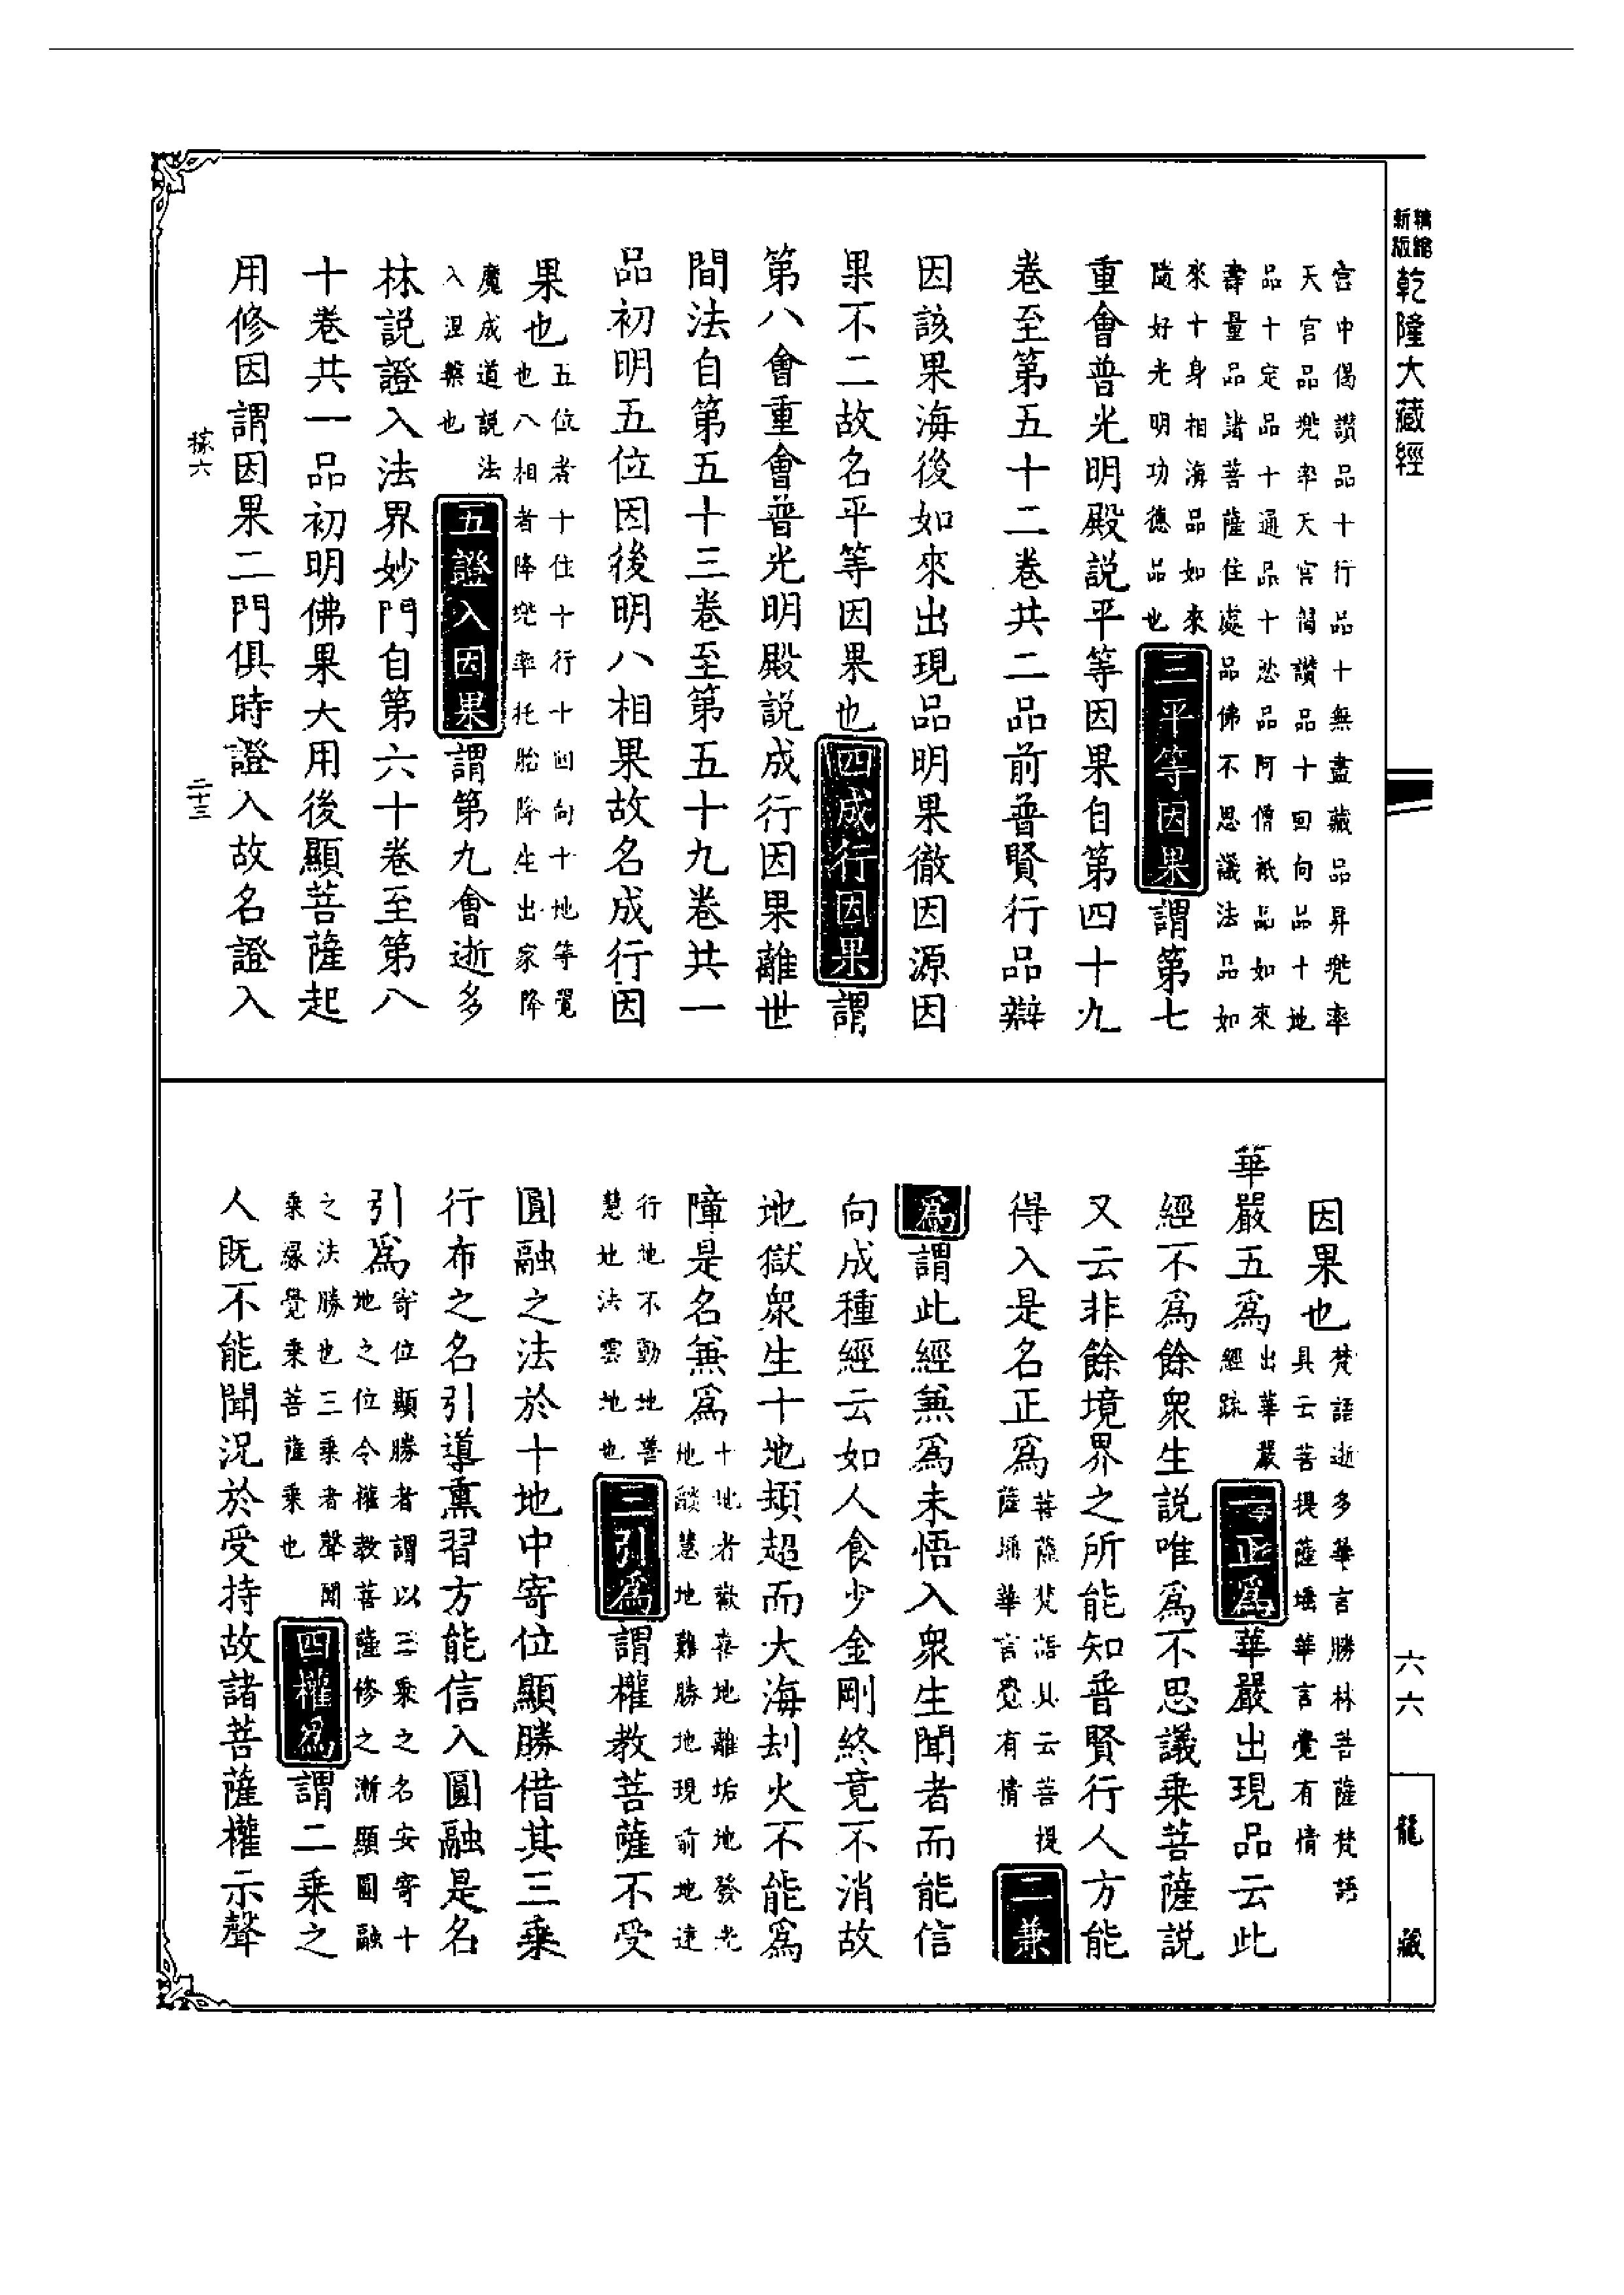 精縮新版乾隆大藏經
宫中偈讚品十行品十無盡藏品昇兜率
天宫品兜率天宫偈讚品十回向品十地
品十定品十通品十忍品阿僧祇品如來
壽量品諸菩薩住處品佛不思議法品如
來十身相海品如來
隨好光明功德品也三平等因果謂第七
重會普光明殿説平等因果自第四十九
卷至第五十二卷共二品前普賢行品辯
因該果海後如來出現品明果徹因源因
果不二故名平等因果也四成行因果謂
第八會重會普光明殿説成行因果離世
間法自第五十三卷至第五十九卷共一
品初明五位因後明八相果故名成行因
果也五位者十住十行十回向十地等覺
也八相者降兜率托胎降生出家降
魔成道説法
入涅槃也五證入因果謂第九會逝多
林説證入法界妙門自第六十卷至第八
十卷共一品初明佛果大用後顯菩薩起
用修因謂因果二門俱時證入故名證入
稼六 二十三
因果也梵語逝多華言勝林菩薩梵語
具云菩提薩埵華言覺有情
華嚴五爲出華嚴
經疏一正爲華嚴出現品云此
經不爲餘衆生説唯爲不思議乘菩薩説
又云非餘境界之所能知普賢行人方能
得入是名正爲菩薩梵語具云菩提
薩埵華言覺有情二兼
爲謂此經兼爲未悟入衆生聞者而能信
向成種經云如人食少金剛終竟不消故
地獄衆生十地頓超而大海刦火不能爲
障是名兼爲十地者歡喜地離垢地發光
地燄慧地難勝地現前地遠
行地不動地善
慧地法雲地也三引爲謂權教菩薩不受
圓融之法於十地中寄位顯勝借其三乘
行布之名引導熏習方能信入圓融是名
引爲寄位顯勝者謂以三乘之名安寄十
地之位令權教菩薩修之漸顯圓融
之法勝也三乘者聲聞
乘緣覺乘菩薩乘也四權爲謂二乘之
人既不能聞況於受持故諸菩薩權示聲
六六
龍藏